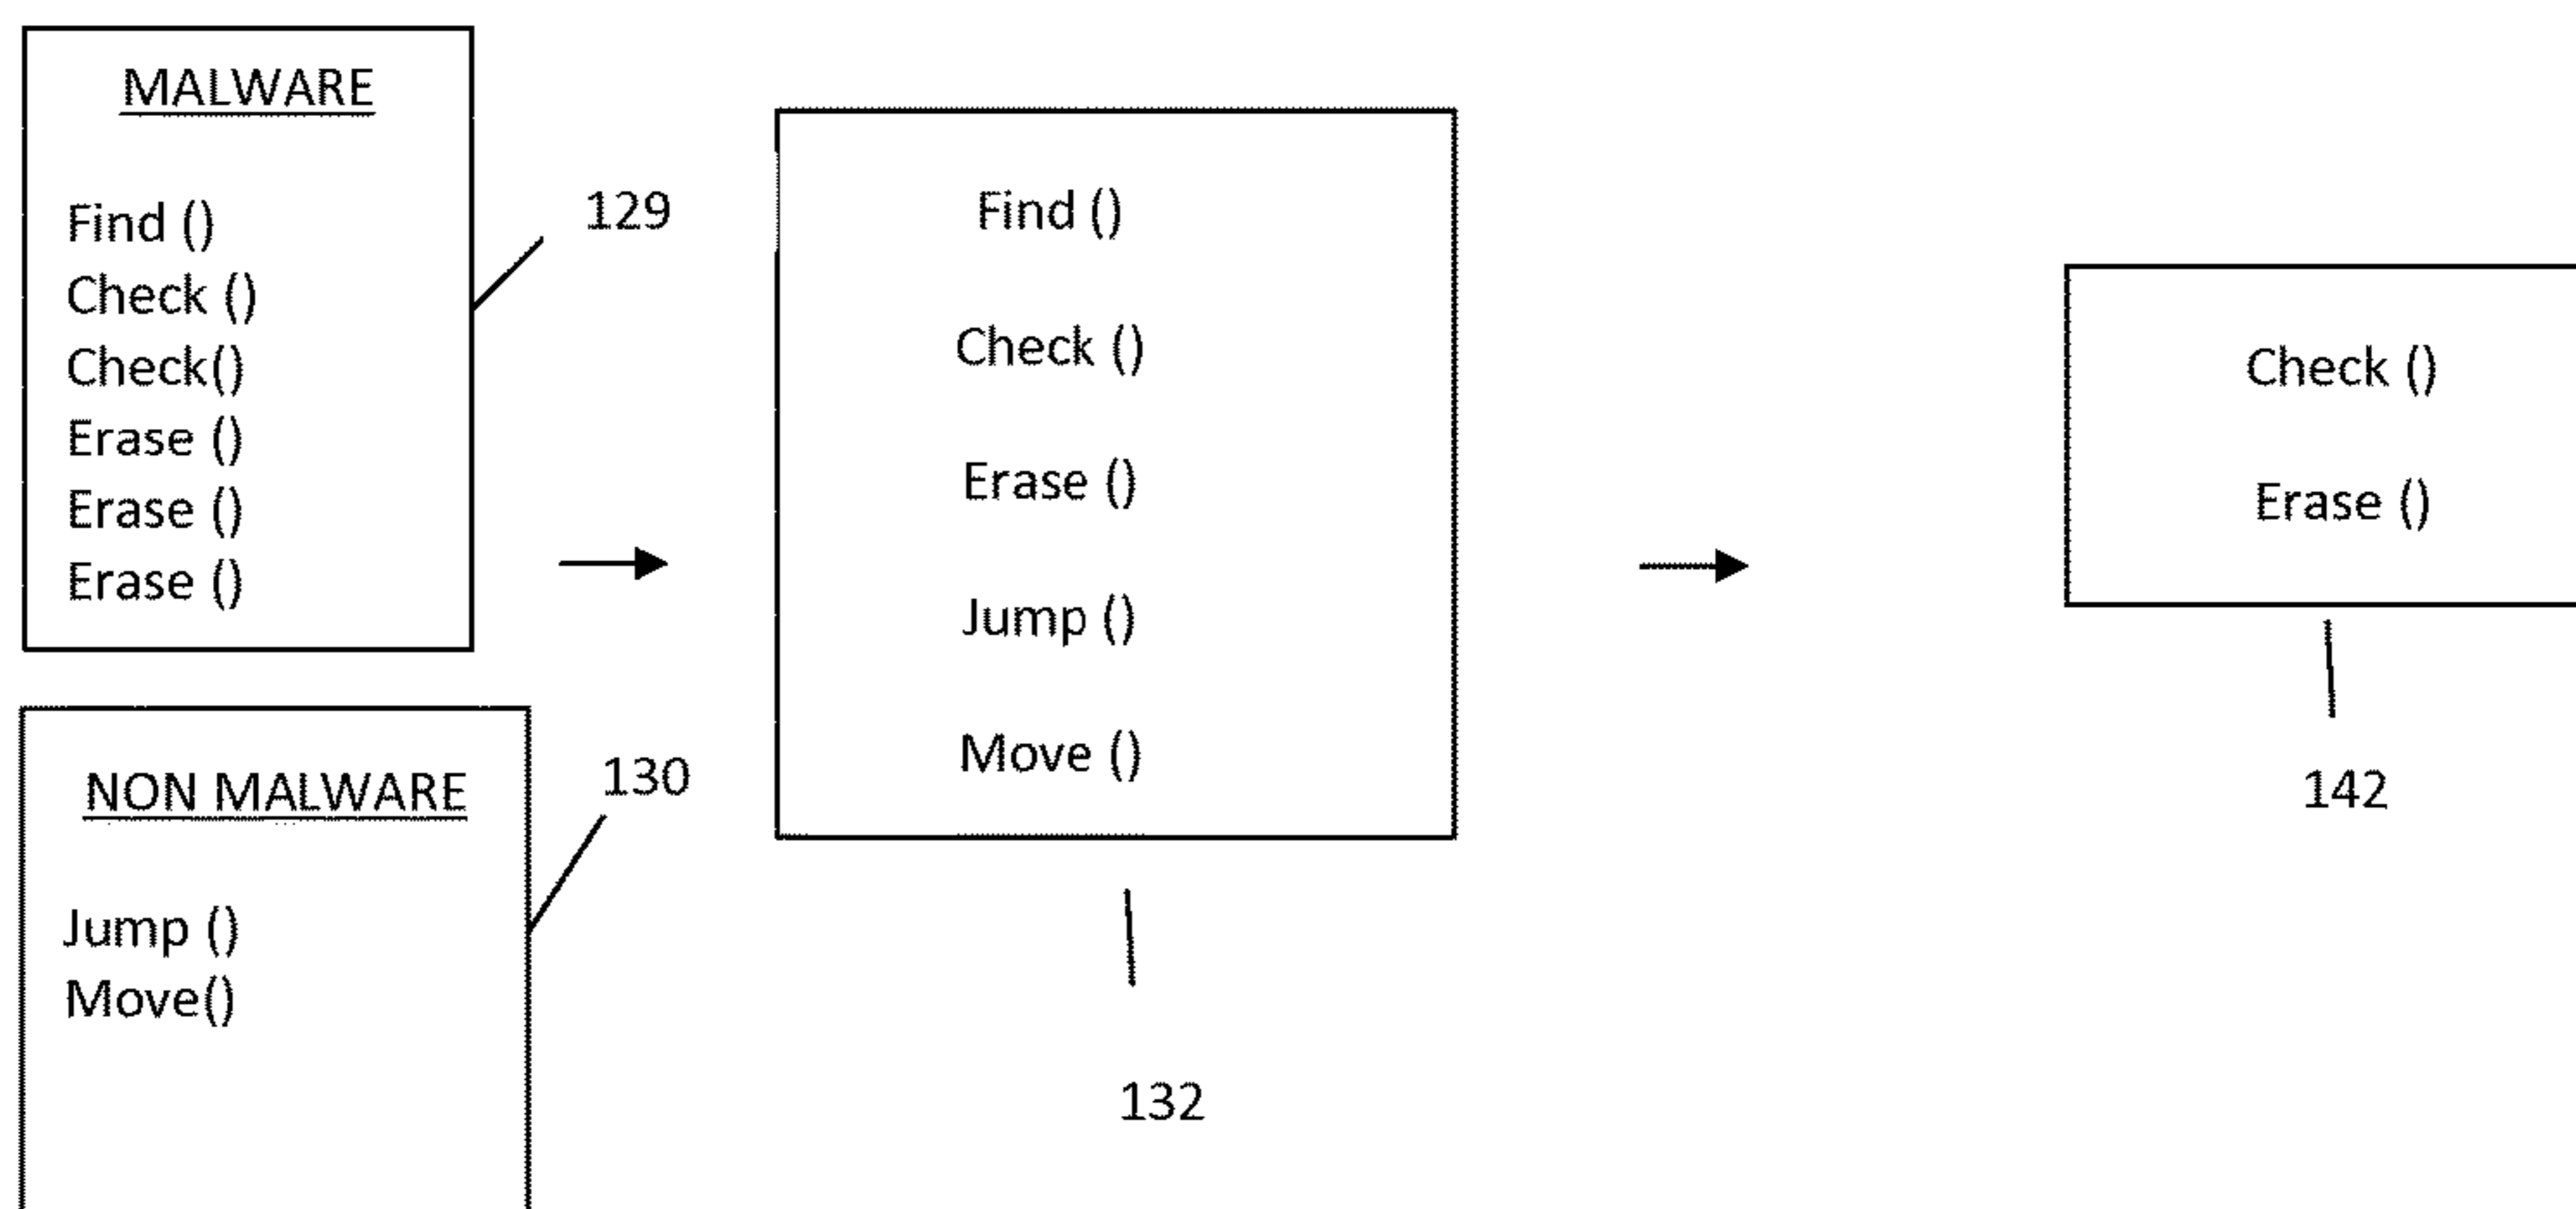 MALWARE
Find ()
Check ()
Check()
Erase ()
Erase ()
Erase ()
129
NON MALWARE
Jump ()
Move()
130
Find ()
Check ()
Erase ()
Jump ()
Move ()
132
Check ()
Erase ()
142